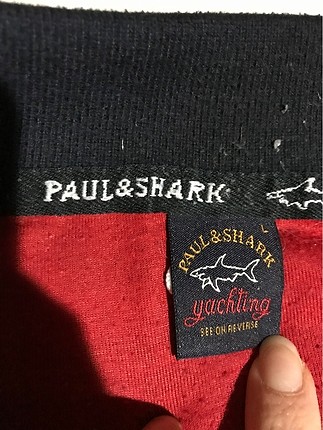 PAUL&SHARK
L
PAUL&SHARK
yachting
SEE ON REVERSE